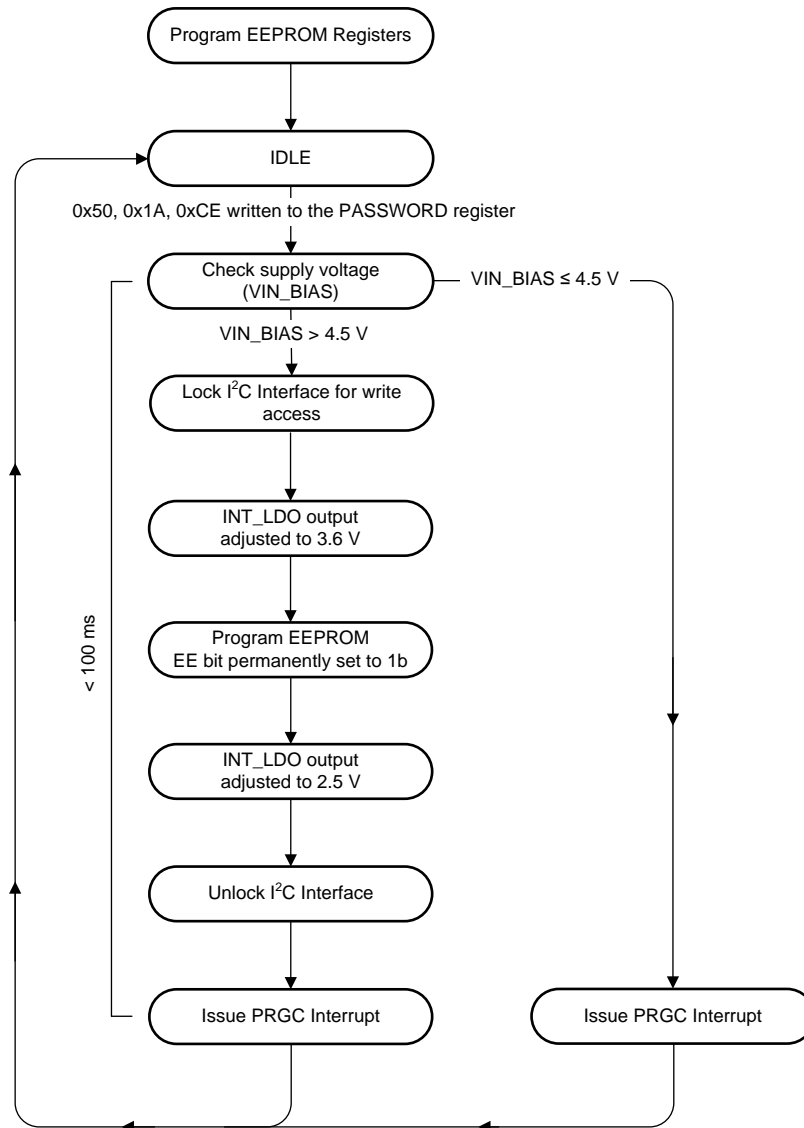 Program EEPROM Registers
IDLE
0x50, 0x1A, 0xCE written to the PASSWORD register
Check supply voltage
(VIN_BIAS)
VIN_BIAS ≤ 4.5 V
VIN_BIAS > 4.5 V
Lock I²C Interface for write
access
INT_LDO output
adjusted to 3.6 V
< 100 ms
Program EEPROM
EE bit permanently set to 1b
INT_LDO output
adjusted to 2.5 V
Unlock I²C Interface
Issue PRGC Interrupt
Issue PRGC Interrupt